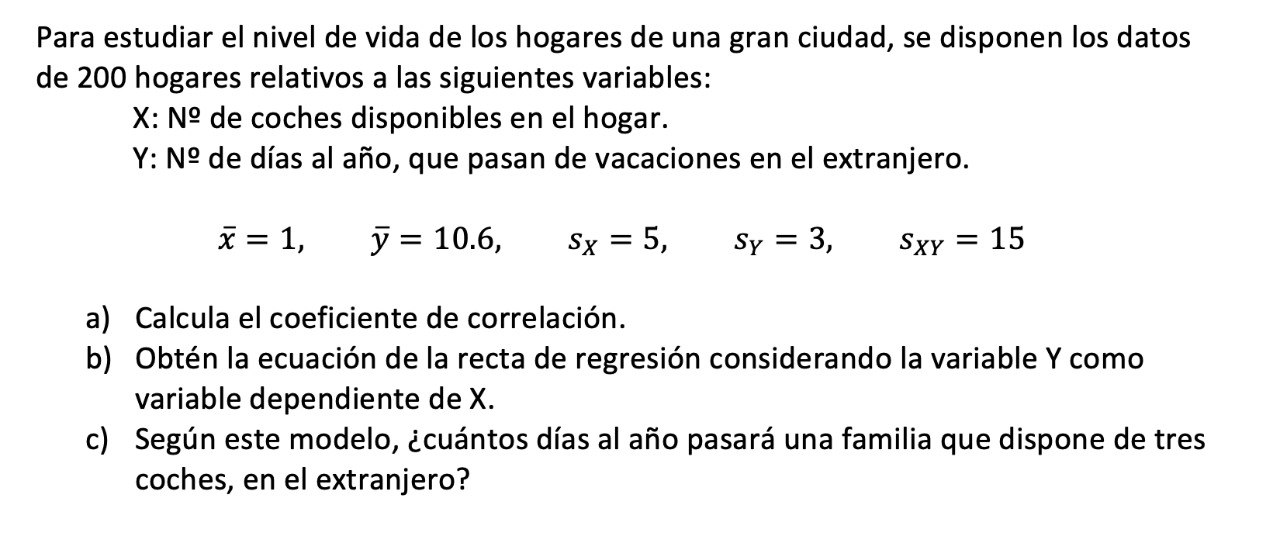 Para estudiar el nivel de vida de los hogares de una gran ciudad, se disponen los datos
de 200 hogares relativos a las siguientes variables:
X: Nº de coches disponibles en el hogar.
Y: Nº de días al año, que pasan de vacaciones en el extranjero.
x̄ = 1, ȳ = 10.6, s_X = 5, s_Y = 3, s_XY = 15
a) Calcula el coeficiente de correlación.
b) Obtén la ecuación de la recta de regresión considerando la variable Y como
variable dependiente de X.
c) Según este modelo, ¿cuántos días al año pasará una familia que dispone de tres
coches, en el extranjero?